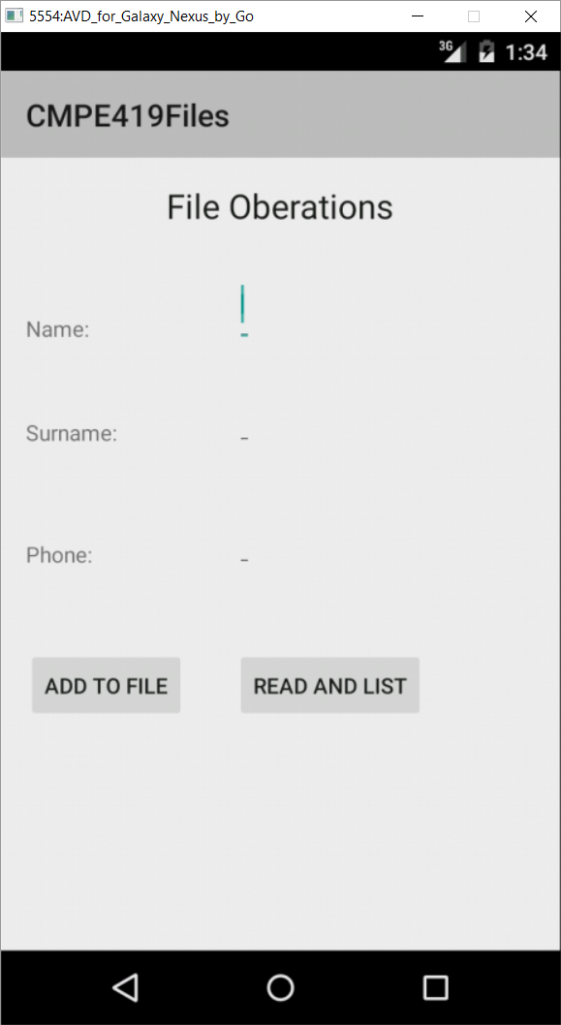 5554:AVD_for_Galaxy_Nexus_by_Go
3G 1:34
CMPE419Files
File Oberations
Name:
Surname:
Phone:
ADD TO FILE READ AND LIST